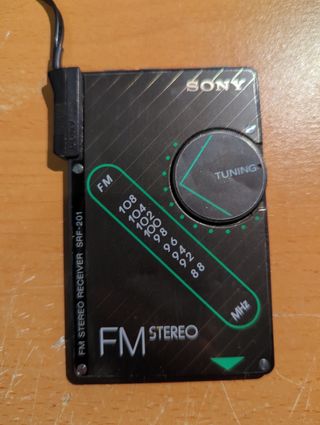 SONY
TUNING
FM
108
104
102
100
98
96
94
92
88
MHz
FM STEREO
FM STEREO RECEIVER SRF-201